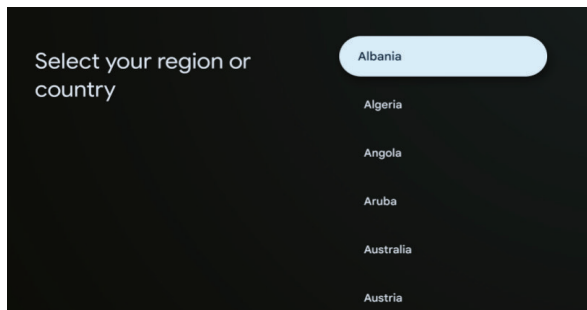 Select your region or
country
Albania
Algeria
Angola
Aruba
Australia
Austria